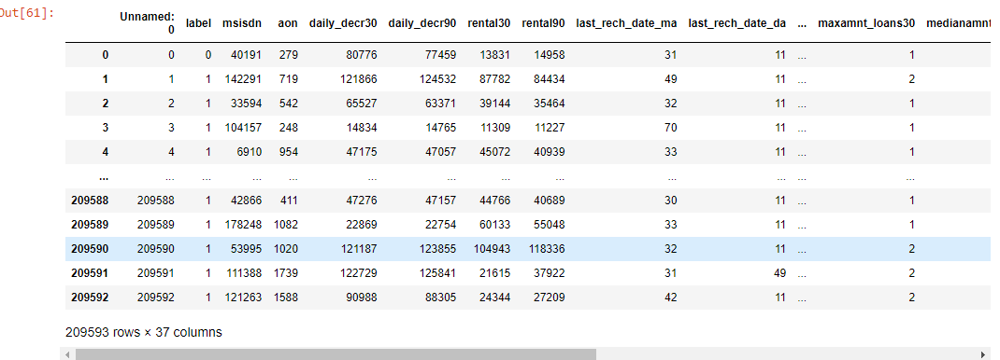 Out[61]:
Unnamed: 0 label msisdn aon daily_decr30 daily_decr90 rental30 rental90 last_rech_date_ma last_rech_date_da ... maxamnt_loans30 medianamnt
0 0 0 40191 279 80776 77459 13831 14958 31 11 ... 1
1 1 1 142291 719 121866 124532 87782 84434 49 11 ... 2
2 2 1 33594 542 65527 63371 39144 35464 32 11 ... 1
3 3 1 104157 248 14834 14765 11309 11227 70 11 ... 1
4 4 1 6910 954 47175 47057 45072 40939 33 11 ... 1
... ... ... ... ... ... ... ... ... ... ... ... ...
209588 209588 1 42866 411 47276 47157 44766 40689 30 11 ... 1
209589 209589 1 178248 1082 22869 22754 60133 55048 33 11 ... 1
209590 209590 1 53995 1020 121187 123855 104943 118336 32 11 ... 2
209591 209591 1 111388 1739 122729 125841 21615 37922 31 49 ... 2
209592 209592 1 121263 1588 90988 88305 24344 27209 42 11 ... 2
209593 rows × 37 columns